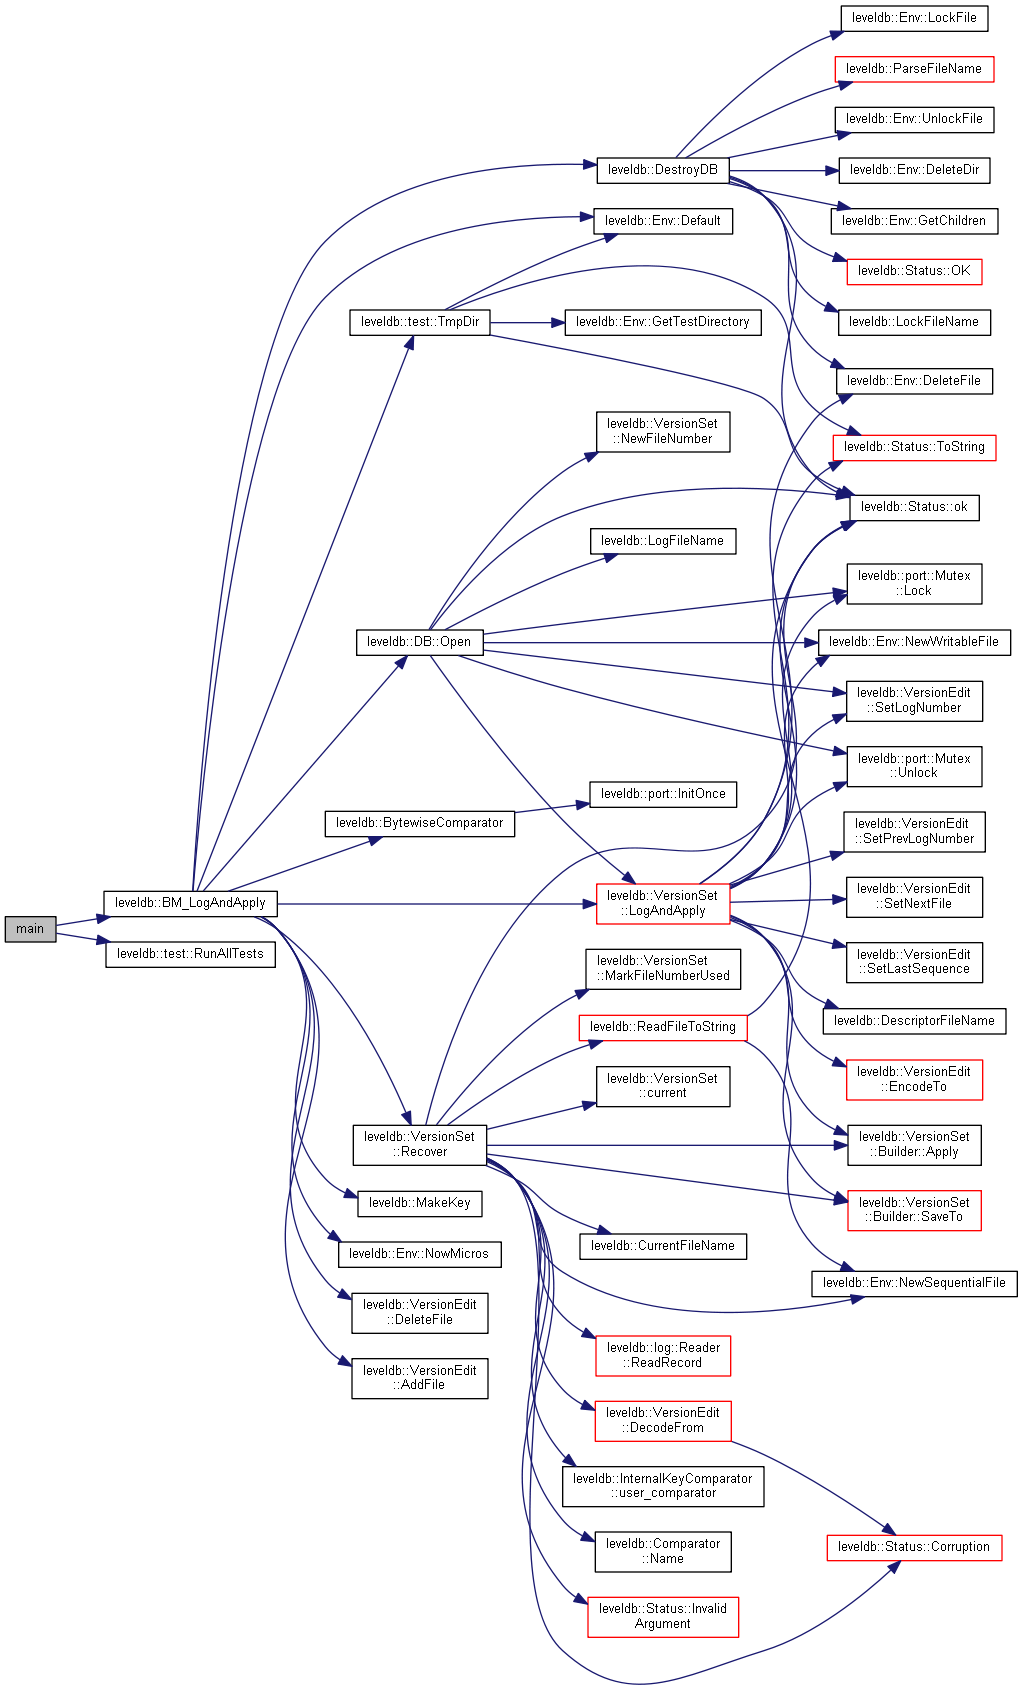 main
leveldb::BM_LogAndApply
leveldb::test::RunAllTests
leveldb::test::TmpDir
leveldb::DB::Open
leveldb::BytewiseComparator
leveldb::VersionSet
::Recover
leveldb::MakeKey
leveldb::Env::NowMicros
leveldb::VersionEdit
::DeleteFile
leveldb::VersionEdit
::AddFile
leveldb::DestroyDB
leveldb::Env::Default
leveldb::Env::GetTestDirectory
leveldb::VersionSet
::NewFileNumber
leveldb::LogFileName
leveldb::port::InitOnce
leveldb::VersionSet
::LogAndApply
leveldb::VersionSet
::MarkFileNumberUsed
leveldb::ReadFileToString
leveldb::VersionSet
::current
leveldb::CurrentFileName
leveldb::log::Reader
::ReadRecord
leveldb::VersionEdit
::DecodeFrom
leveldb::InternalKeyComparator
::user_comparator
leveldb::Comparator
::Name
leveldb::Status::Invalid
Argument
leveldb::Env::LockFile
leveldb::ParseFileName
leveldb::Env::UnlockFile
leveldb::Env::DeleteDir
leveldb::Env::GetChildren
leveldb::Status::OK
leveldb::LockFileName
leveldb::Env::DeleteFile
leveldb::Status::ToString
leveldb::Status::ok
leveldb::port::Mutex
::Lock
leveldb::Env::NewWritableFile
leveldb::VersionEdit
::SetLogNumber
leveldb::port::Mutex
::Unlock
leveldb::VersionEdit
::SetPrevLogNumber
leveldb::VersionEdit
::SetNextFile
leveldb::VersionEdit
::SetLastSequence
leveldb::DescriptorFileName
leveldb::VersionEdit
::EncodeTo
leveldb::VersionSet
::Builder::Apply
leveldb::VersionSet
::Builder::SaveTo
leveldb::Env::NewSequentialFile
leveldb::Status::Corruption